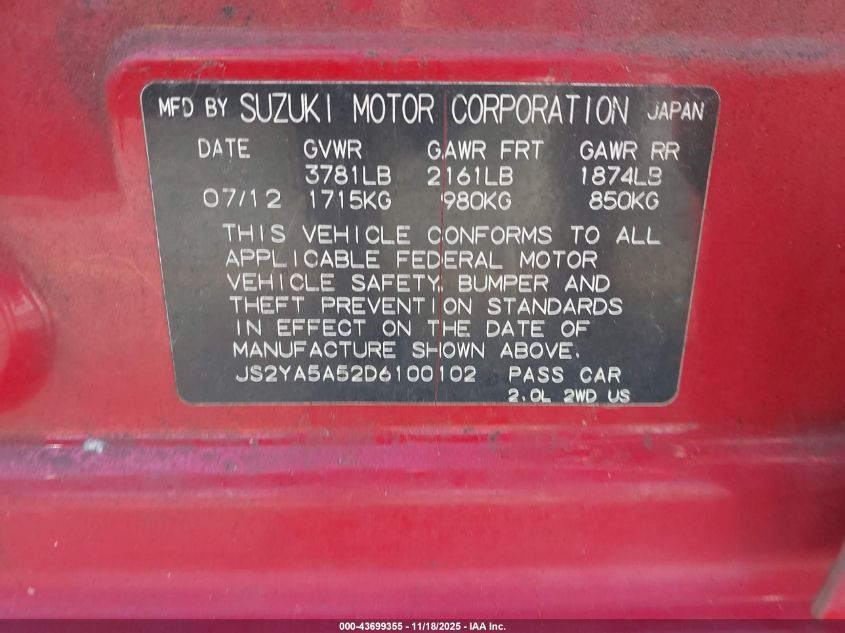 MFD BY SUZUKI MOTOR CORPORATION JAPAN
DATE GVWR GAWR FRT GAWR RR
3781LB 2161LB 1874LB
07/12 1715KG 980KG 850KG
THIS VEHICLE CONFORMS TO ALL
APPLICABLE FEDERAL MOTOR
VEHICLE SAFETY, BUMPER AND
THEFT PREVENTION STANDARDS
IN EFFECT ON THE DATE OF
MANUFACTURE SHOWN ABOVE.
JS2YA5A52D6100102 PASS CAR
2.0L 2WD US
000-43699355 - 11/18/2025 - IAA Inc.